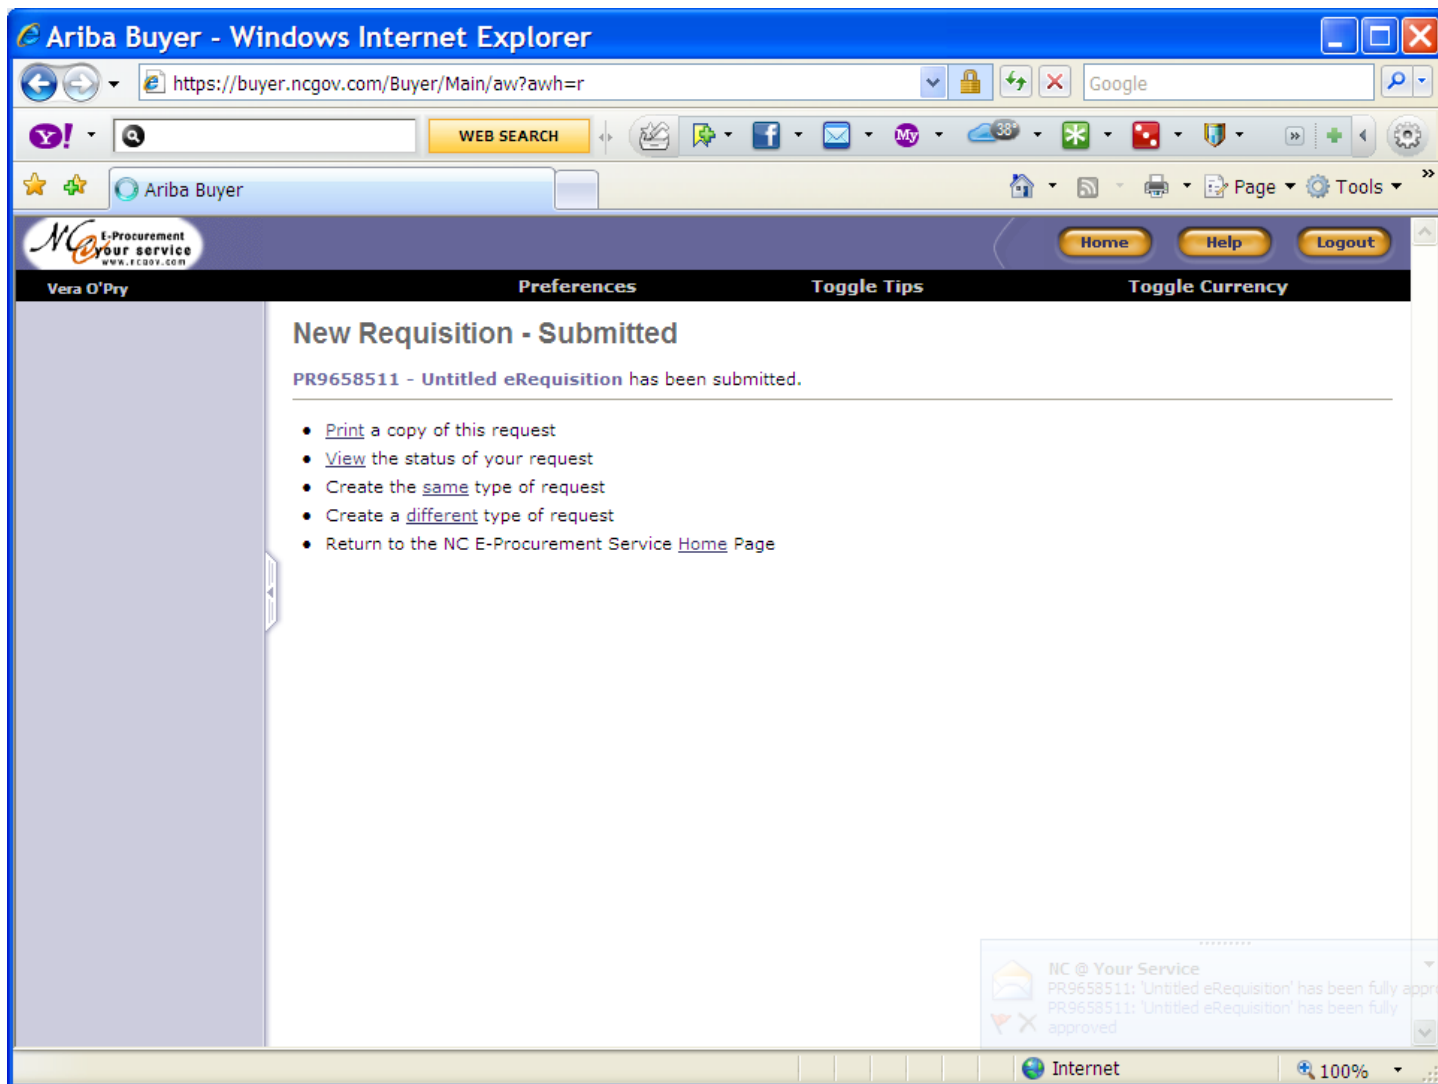 Ariba Buyer - Windows Internet Explorer
https://buyer.ncgov.com/Buyer/Main/aw?awh=r
Google
Y!
WEB SEARCH
My
38°
Ariba Buyer
Page
Tools
NC E-Procurement
@your service
Home
Help
Logout
Vera O'Pry
Preferences
Toggle Tips
Toggle Currency
New Requisition - Submitted
PR9658511 - Untitled eRequisition has been submitted.
• Print a copy of this request
• View the status of your request
• Create the same type of request
• Create a different type of request
• Return to the NC E-Procurement Service Home Page
NC @ Your Service
PR9658511: 'Untitled eRequisition' has been fully appr
PR9658511: 'Untitled eRequisition' has been fully
approved
Internet
100%